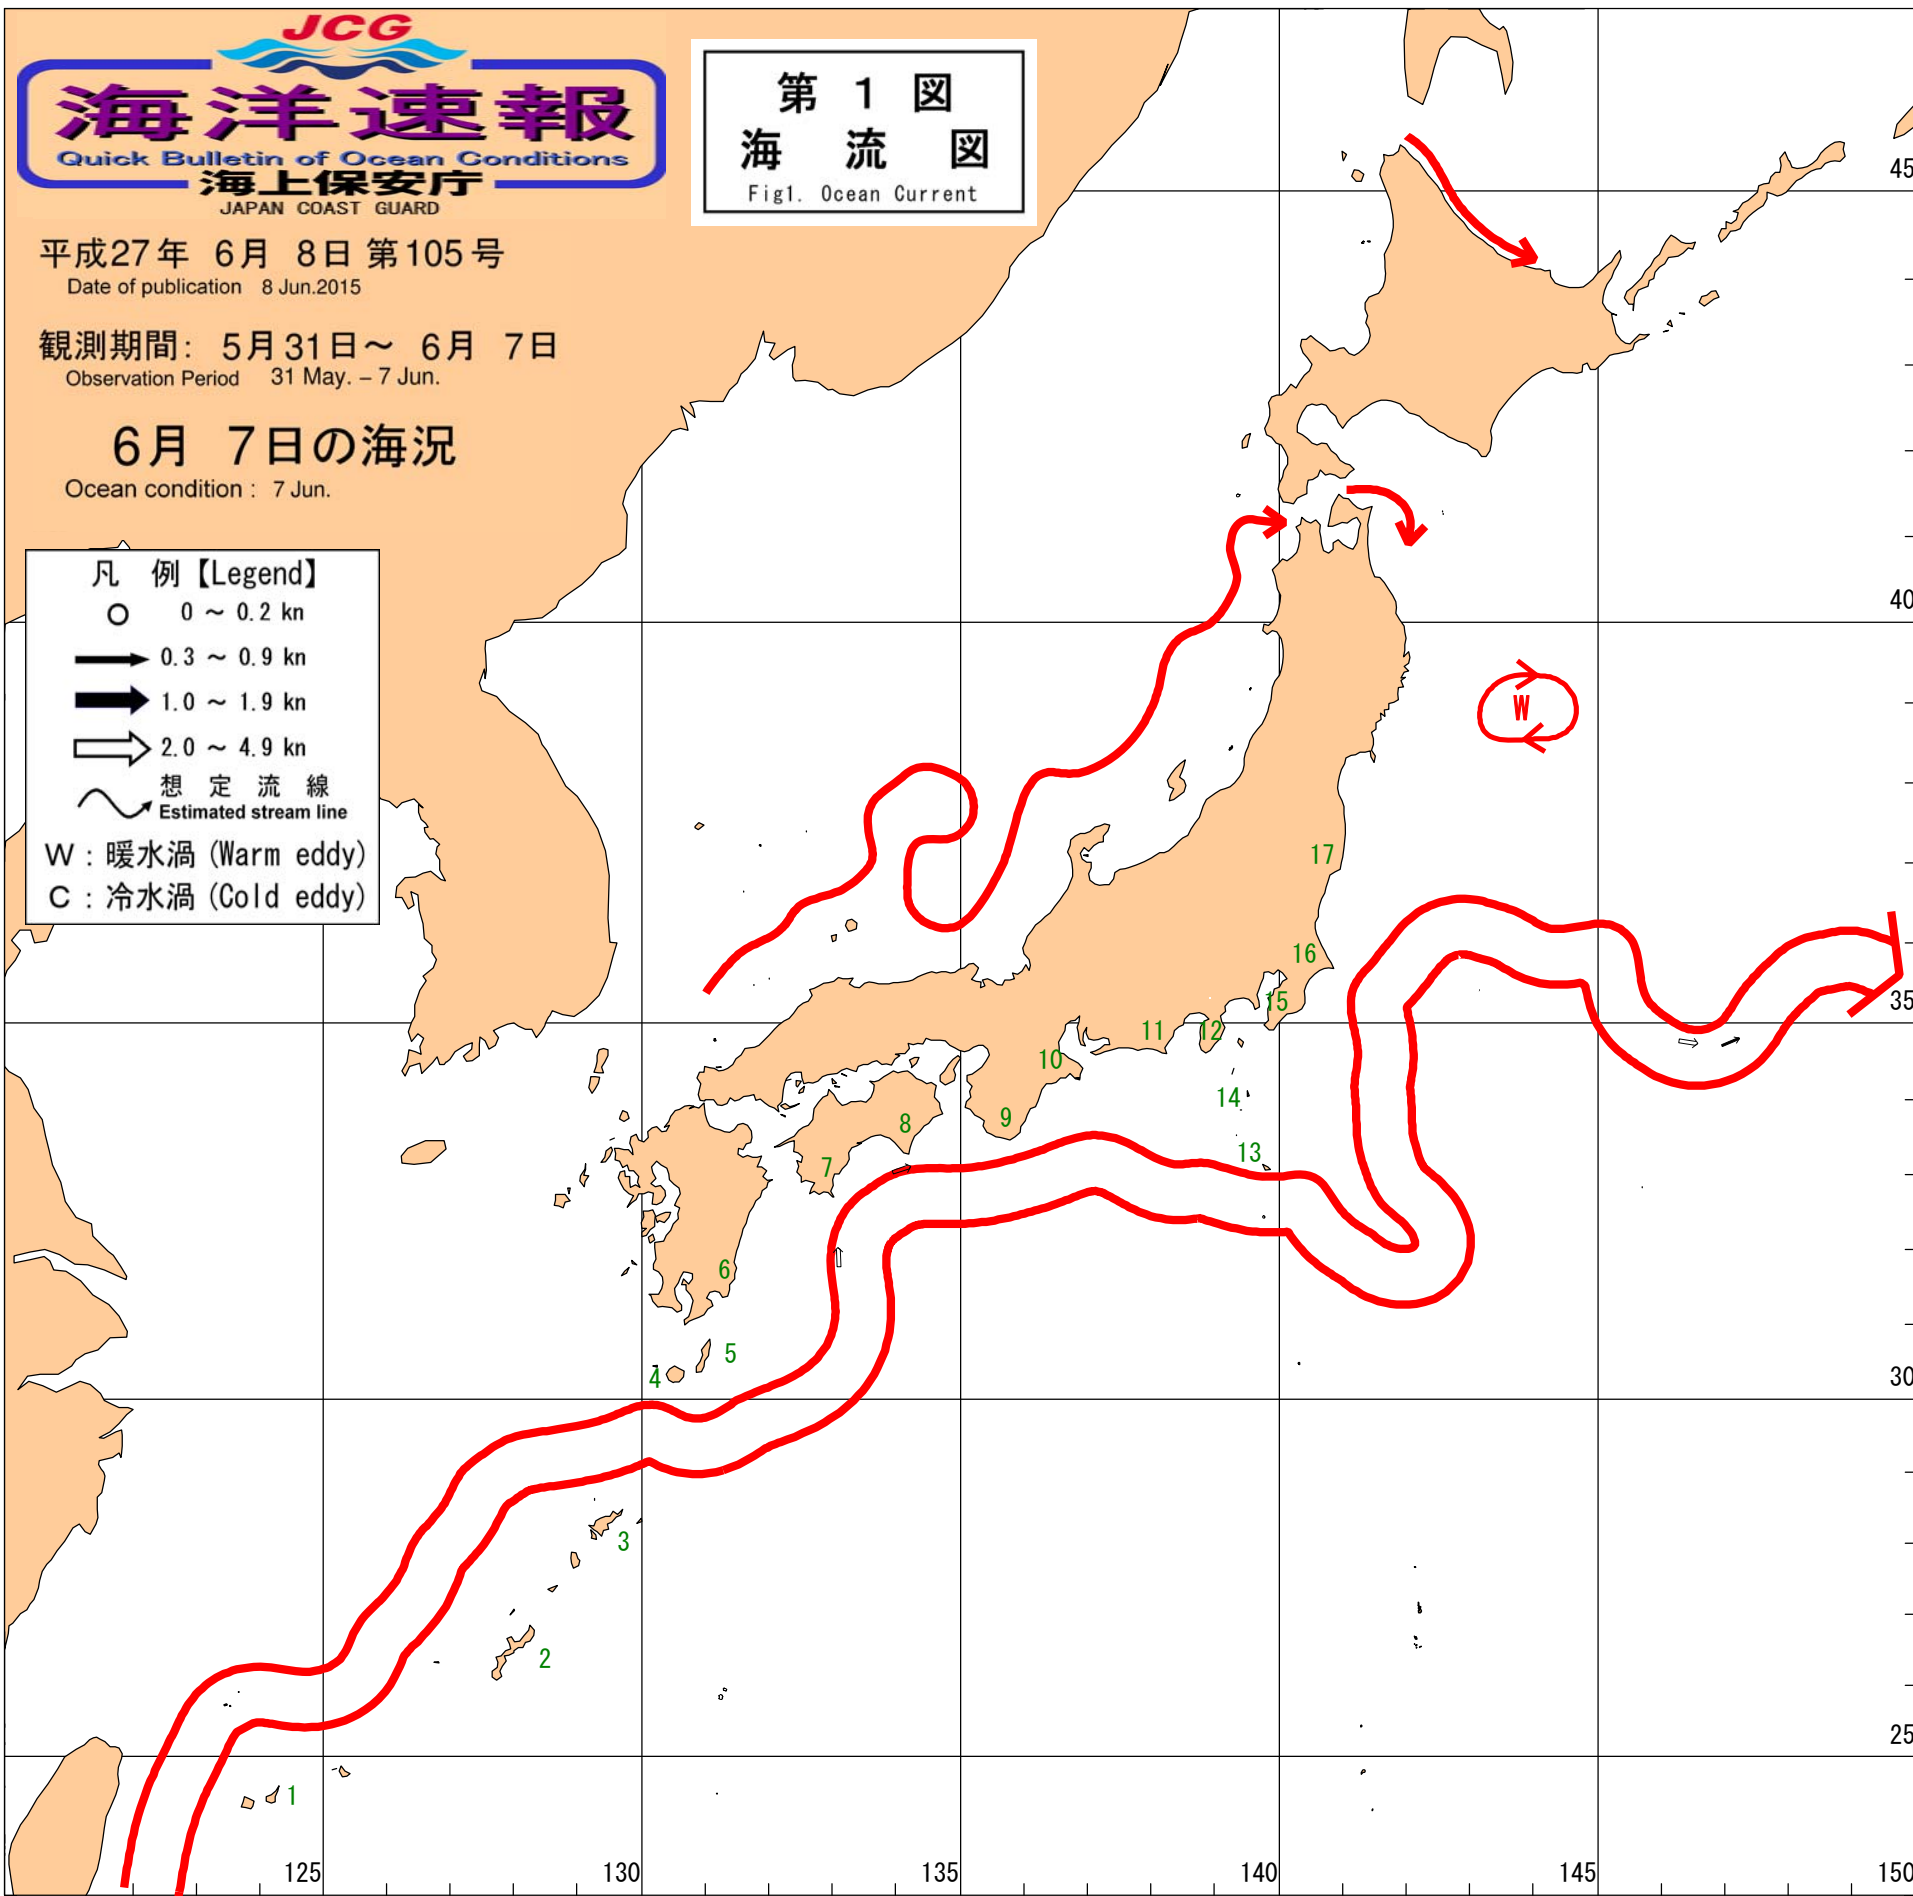 JCG
海洋速報
Quick Bulletin of Ocean Conditions
海上保安庁
JAPAN COAST GUARD
第 1 図
海 流 図
Fig1. Ocean Current
平成27年 6月 8日 第105号
Date of publication 8 Jun.2015
観測期間: 5月31日～ 6月 7日
Observation Period 31 May. – 7 Jun.
6月 7日の海況
Ocean condition : 7 Jun.
凡 例【Legend】
0 ～ 0.2 kn
0.3 ～ 0.9 kn
1.0 ～ 1.9 kn
2.0 ～ 4.9 kn
想 定 流 線
Estimated stream line
W : 暖水渦 (Warm eddy)
C : 冷水渦 (Cold eddy)
45
40
W
17
16
35
15
12
11
10
14
9
8
13
7
6
5
4
30
3
2
25
1
125
130
135
140
145
150